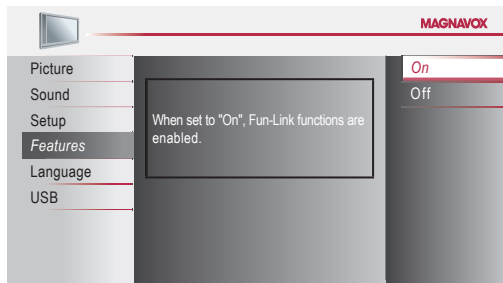 MAGNAVOX
Picture
Sound
Setup
Features
Language
USB
When set to "On", Fun-Link functions are
enabled.
On
Off